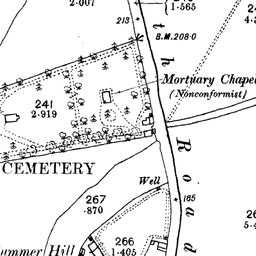 2·007
1·565
213
B.M.208·0
th
Mortuary Chapel
(Nonconformist)
241
2·919
CEMETERY
Road
Well
267
·870
165
266
1·405
ummer Hill